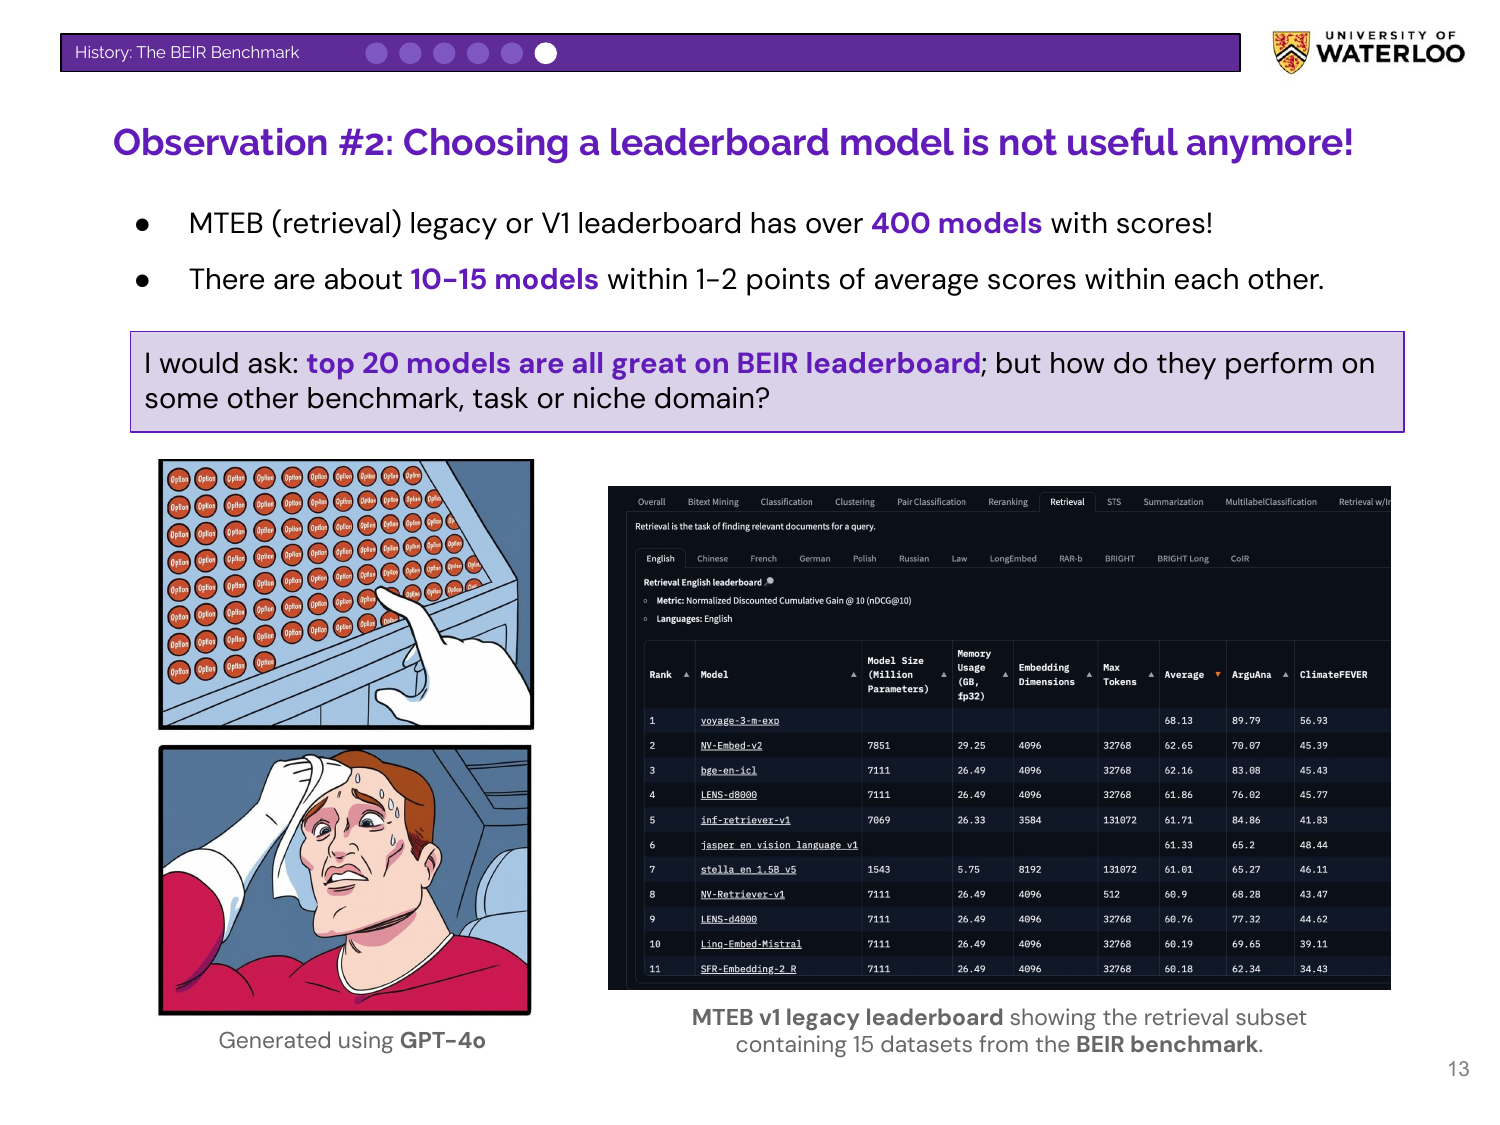 History: The BEIR Benchmark
UNIVERSITY OF
WATERLOO
Observation #2: Choosing a leaderboard model is not useful anymore!
● MTEB (retrieval) legacy or V1 leaderboard has over 400 models with scores!
● There are about 10-15 models within 1-2 points of average scores within each other.
I would ask: top 20 models are all great on BEIR leaderboard; but how do they perform on
some other benchmark, task or niche domain?
Option Option Option Option Option Option Option Option Option Option
Generated using GPT-4o
Overall Bitext Mining Classification Clustering Pair Classification Reranking Retrieval STS Summarization MultilabelClassification Retrieval w/I
Retrieval is the task of finding relevant documents for a query.
English Chinese French German Polish Russian Law LongEmbed RAR-b BRIGHT BRIGHT Long CoIR
Retrieval English leaderboard 🔎
Metric: Normalized Discounted Cumulative Gain @ 10 (nDCG@10)
Languages: English
Rank Model Model Size (Million Parameters) Memory Usage (GB, fp32) Embedding Dimensions Max Tokens Average ArguAna ClimateFEVER
1 voyage-3-m-exp 68.13 89.79 56.93
2 NV-Embed-v2 7851 29.25 4096 32768 62.65 70.07 45.39
3 bge-en-icl 7111 26.49 4096 32768 62.16 83.08 45.43
4 LENS-d8000 7111 26.49 4096 32768 61.86 76.02 45.77
5 inf-retriever-v1 7069 26.33 3584 131072 61.71 84.86 41.83
6 jasper_en_vision_language_v1 61.33 65.2 48.44
7 stella_en_1.5B_v5 1543 5.75 8192 131072 61.01 65.27 46.11
8 NV-Retriever-v1 7111 26.49 4096 512 60.9 68.28 43.47
9 LENS-d4000 7111 26.49 4096 32768 60.76 77.32 44.62
10 Linq-Embed-Mistral 7111 26.49 4096 32768 60.19 69.65 39.11
11 SFR-Embedding-2_R 7111 26.49 4096 32768 60.18 62.34 34.43
MTEB v1 legacy leaderboard showing the retrieval subset
containing 15 datasets from the BEIR benchmark.
13